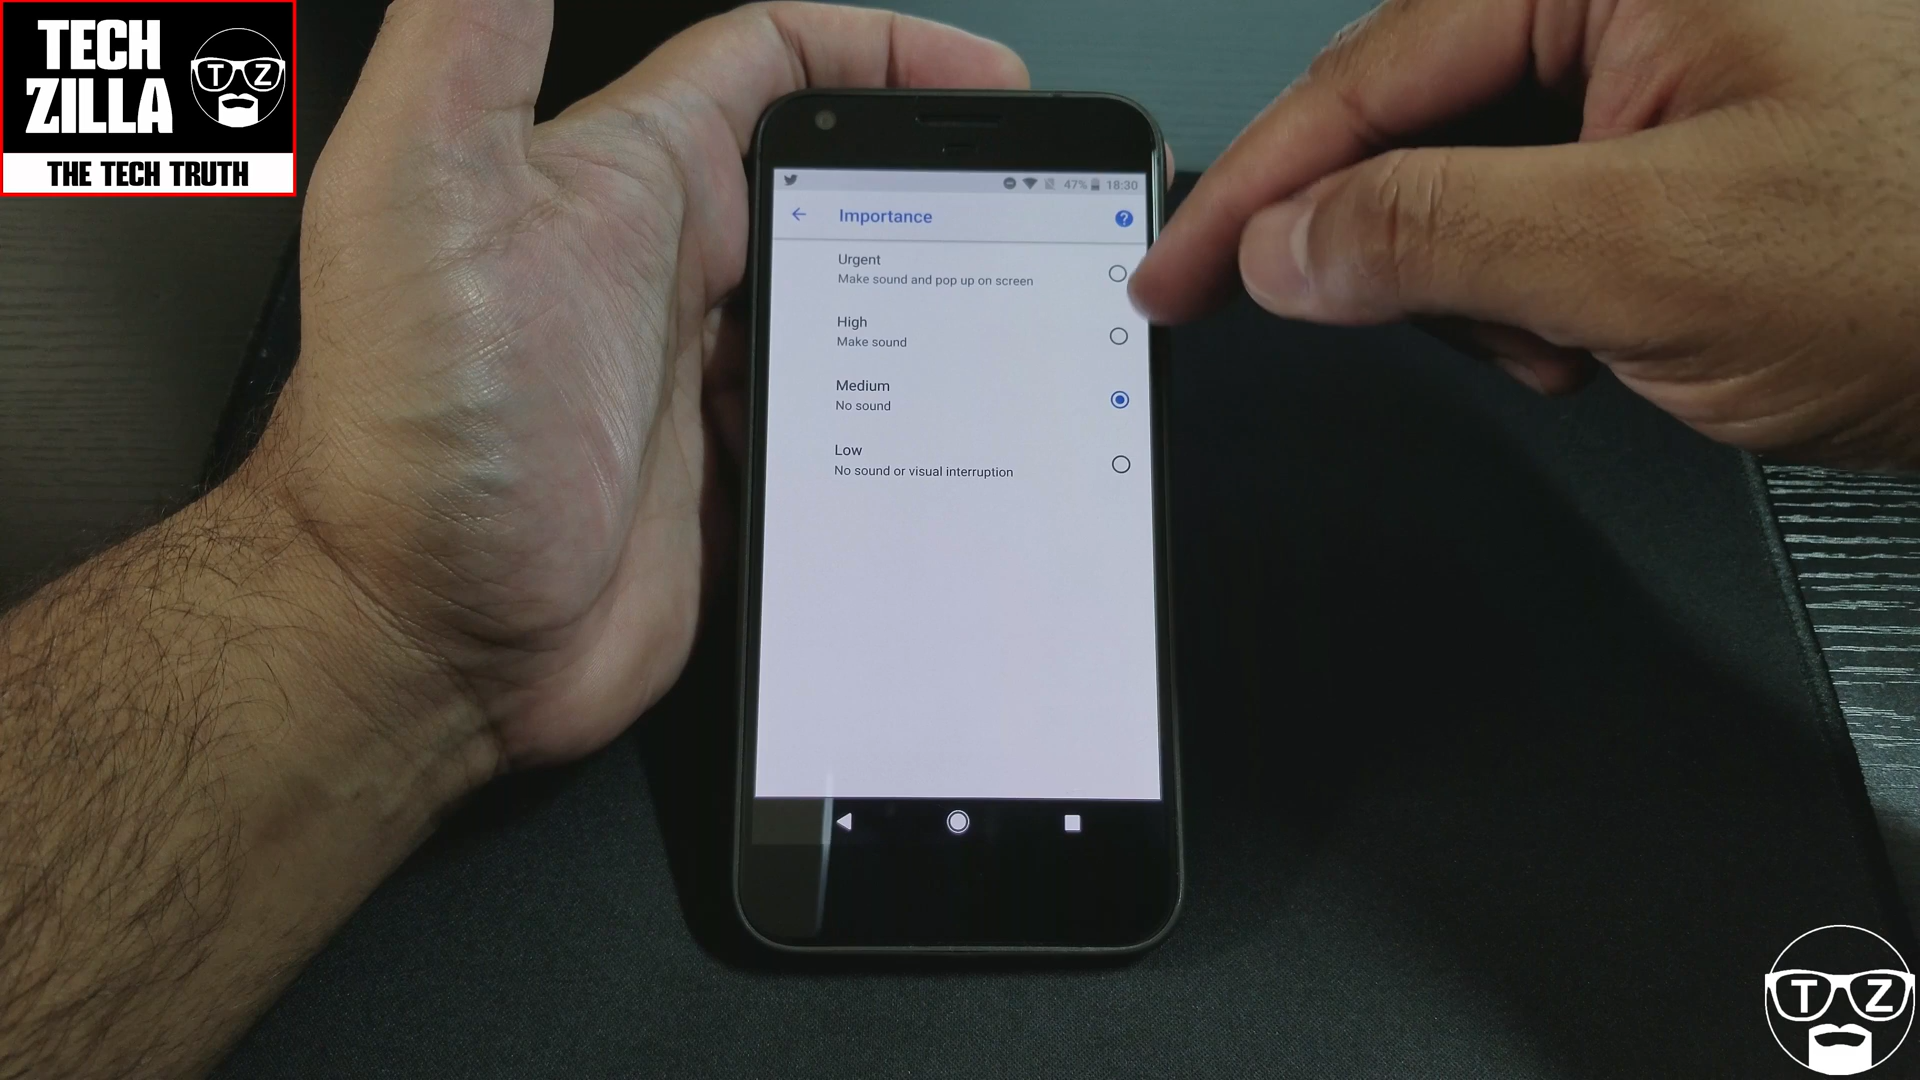 TECH
ZILLA
T Z
THE TECH TRUTH
47% 18:30
Importance
?
Urgent
Make sound and pop up on screen
High
Make sound
Medium
No sound
Low
No sound or visual interruption
T Z